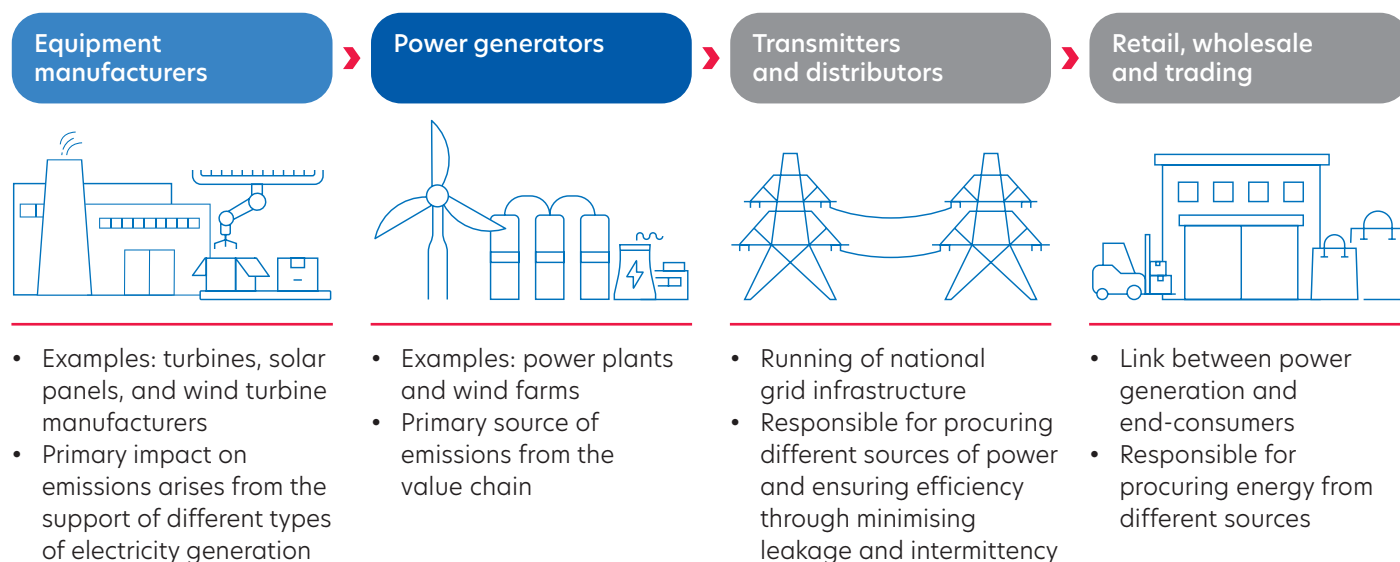 Equipment
manufacturers
Power generators
Transmitters
and distributors
Retail, wholesale
and trading
• Examples: turbines, solar
panels, and wind turbine
manufacturers
• Primary impact on
emissions arises from the
support of different types
of electricity generation
• Examples: power plants
and wind farms
• Primary source of
emissions from the
value chain
• Running of national
grid infrastructure
• Responsible for procuring
different sources of power
and ensuring efficiency
through minimising
leakage and intermittency
• Link between power
generation and
end-consumers
• Responsible for
procuring energy from
different sources